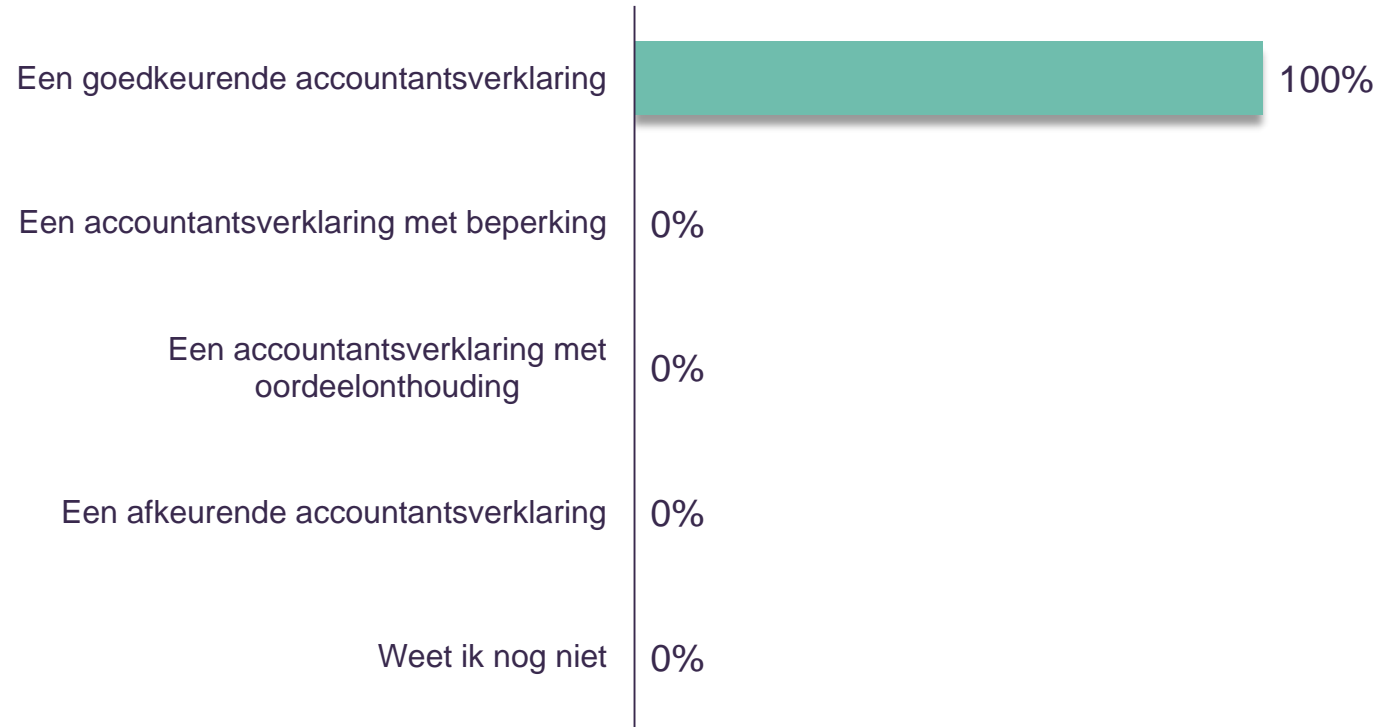 Een goedkeurende accountantsverklaring 100%
Een accountantsverklaring met beperking 0%
Een accountantsverklaring met
oordeelonthouding 0%
Een afkeurende accountantsverklaring 0%
Weet ik nog niet 0%